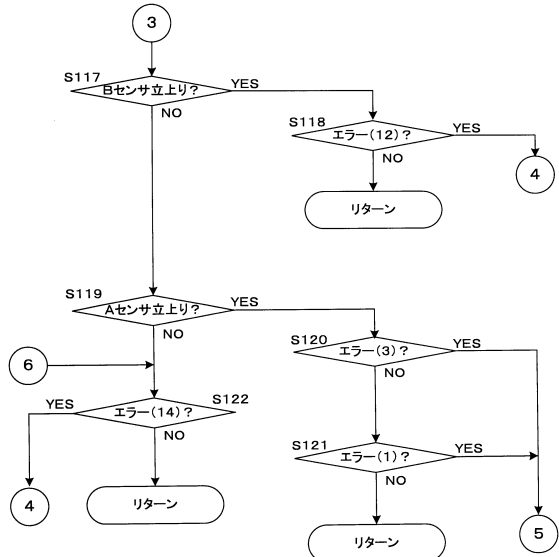 3
S117
Bセンサ立上り？
YES
NO
S118
エラー(12)？
YES
NO
4
リターン
S119
Aセンサ立上り？
YES
NO
6
S120
エラー(3)？
YES
NO
S122
エラー(14)？
YES
NO
S121
エラー(1)？
YES
NO
4
リターン
リターン
5